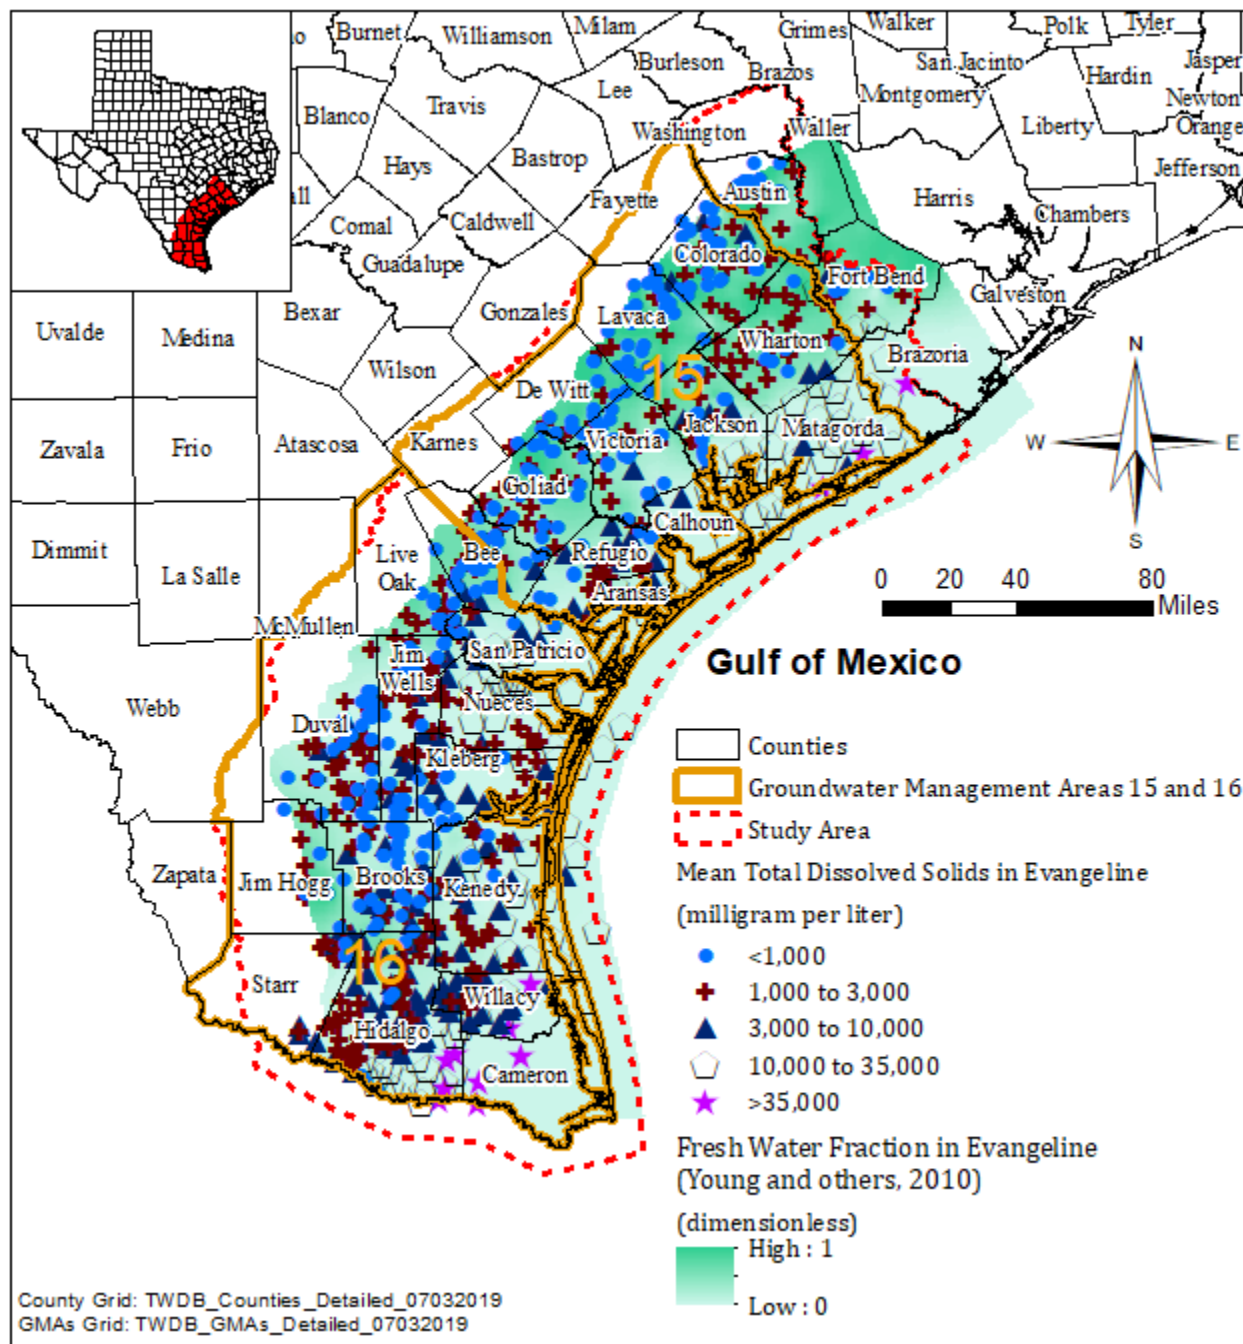 Burnet
Williamson
Milam
Grimes
Walker
Polk
Tyler
Burleson
Brazos
San Jacinto
Hardin
Jasper
Blanco
Travis
Lee
Montgomery
Newton
Washington
Waller
Liberty
Orange
Hays
Bastrop
Jefferson
Austin
Harris
Fayette
Comal
Caldwell
Chambers
Colorado
Guadalupe
Fort Bend
Bexar
Gonzales
Galveston
Uvalde
Medina
Lavaca
Wharton
Brazoria
Wilson
15
De Witt
N
Zavala
Frio
Atascosa
Karnes
Victoria
Jackson
Matagorda
W
E
Goliad
Calhoun
S
Dimmit
La Salle
Live
Oak
Bee
Refugio
Aransas
0 20 40 80
Miles
McMullen
San Patricio
Jim
Wells
Gulf of Mexico
Webb
Nueces
Duval
Kleberg
Counties
Groundwater Management Areas 15 and 16
Study Area
Zapata
Jim Hogg
Brooks
Kenedy
Mean Total Dissolved Solids in Evangeline
(milligram per liter)
<1,000
16
Starr
Willacy
1,000 to 3,000
Hidalgo
3,000 to 10,000
Cameron
10,000 to 35,000
>35,000
Fresh Water Fraction in Evangeline
(Young and others, 2010)
(dimensionless)
High : 1
Low : 0
County Grid: TWDB_Counties_Detailed_07032019
GMAs Grid: TWDB_GMAs_Detailed_07032019